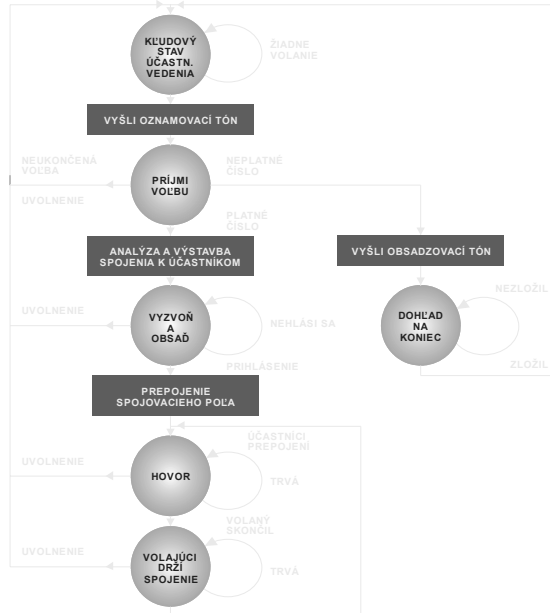 KĽUDOVÝ
STAV
ÚČASTN.
VEDENIA
ŽIADNE
VOLANIE
VYŠLI OZNAMOVACÍ TÓN
NEUKONČENÁ
VOĽBA
UVOLNENIE
PRÍJMI
VOĽBU
NEPLATNÉ
ČÍSLO
PLATNÉ
ČÍSLO
ANALÝZA A VÝSTAVBA
SPOJENIA K ÚČASTNÍKOM
VYŠLI OBSADZOVACÍ TÓN
UVOLNENIE
VYZVOŇ
A
OBSAĎ
NEHLÁSI SA
DOHĽAD
NA
KONIEC
NEZLOŽIL
PRIHLÁSENIE
ZLOŽIL
PREPOJENIE
SPOJOVACIEHO POĽA
ÚČASTNÍCI
PREPOJENÍ
UVOLNENIE
HOVOR
TRVÁ
VOLANÝ
SKONČIL
UVOLNENIE
VOLAJÚCI
DRŽÍ
SPOJENIE
TRVÁ